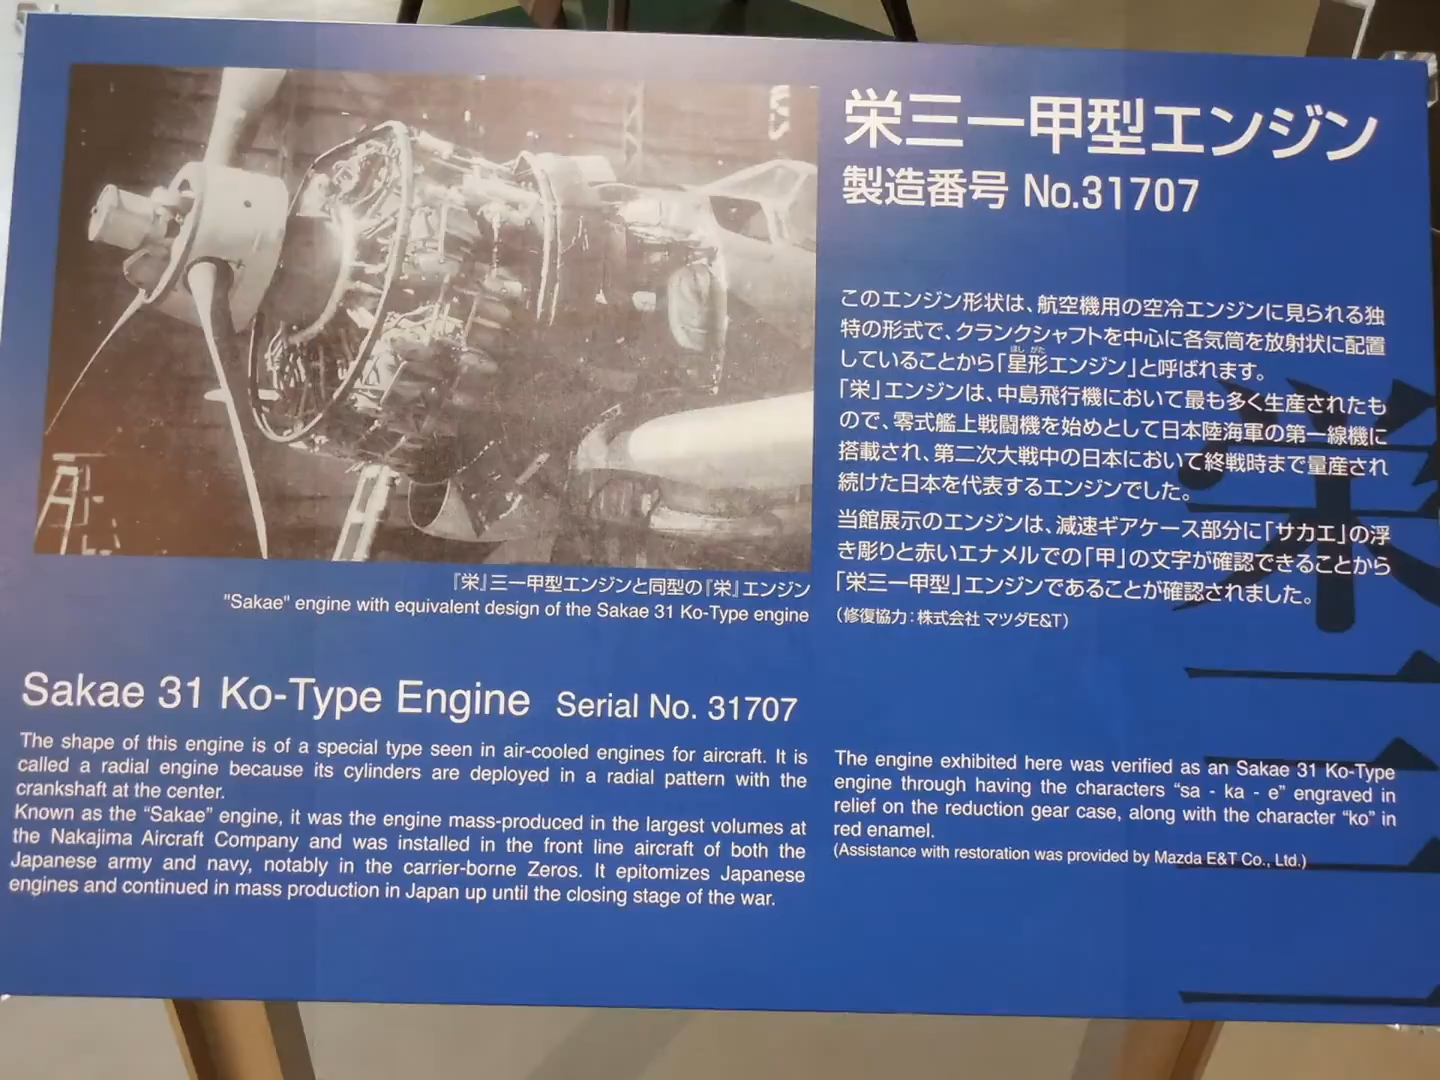 栄三一甲型エンジン
製造番号 No.31707
このエンジン形状は、航空機用の空冷エンジンに見られる独
特の形式で、クランクシャフトを中心に各気筒を放射状に配置
ほし がた
していることから「星形エンジン」と呼ばれます。
「栄」エンジンは、中島飛行機において最も多く生産されたも
ので、零式艦上戦闘機を始めとして日本陸海軍の第一線機に
搭載され、第二次大戦中の日本において終戦時まで量産され
続けた日本を代表するエンジンでした。
当館展示のエンジンは、減速ギアケース部分に「サカエ」の浮
き彫りと赤いエナメルでの「甲」の文字が確認できることから
「栄三一甲型」エンジンであることが確認されました。
（修復協力：株式会社 マツダE&T）
『栄』三一甲型エンジンと同型の『栄』エンジン
"Sakae" engine with equivalent design of the Sakae 31 Ko-Type engine
Sakae 31 Ko-Type Engine Serial No. 31707
The shape of this engine is of a special type seen in air-cooled engines for aircraft. It is
called a radial engine because its cylinders are deployed in a radial pattern with the
crankshaft at the center.
Known as the “Sakae” engine, it was the engine mass-produced in the largest volumes at
the Nakajima Aircraft Company and was installed in the front line aircraft of both the
Japanese army and navy, notably in the carrier-borne Zeros. It epitomizes Japanese
engines and continued in mass production in Japan up until the closing stage of the war.
The engine exhibited here was verified as an Sakae 31 Ko-Type
engine through having the characters “sa - ka - e” engraved in
relief on the reduction gear case, along with the character “ko” in
red enamel.
(Assistance with restoration was provided by Mazda E&T Co., Ltd.)
栄
三
一